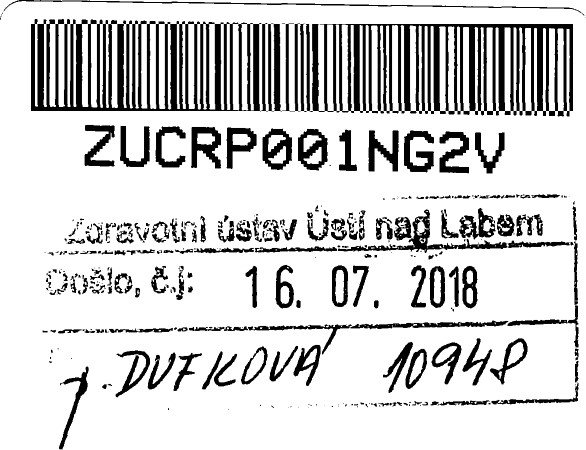 ZUCRP001NG2V
Zdravotní ústav Ústí nad Labem
Došlo, č.j: 16. 07. 2018
p. DUFKOVÁ 10948